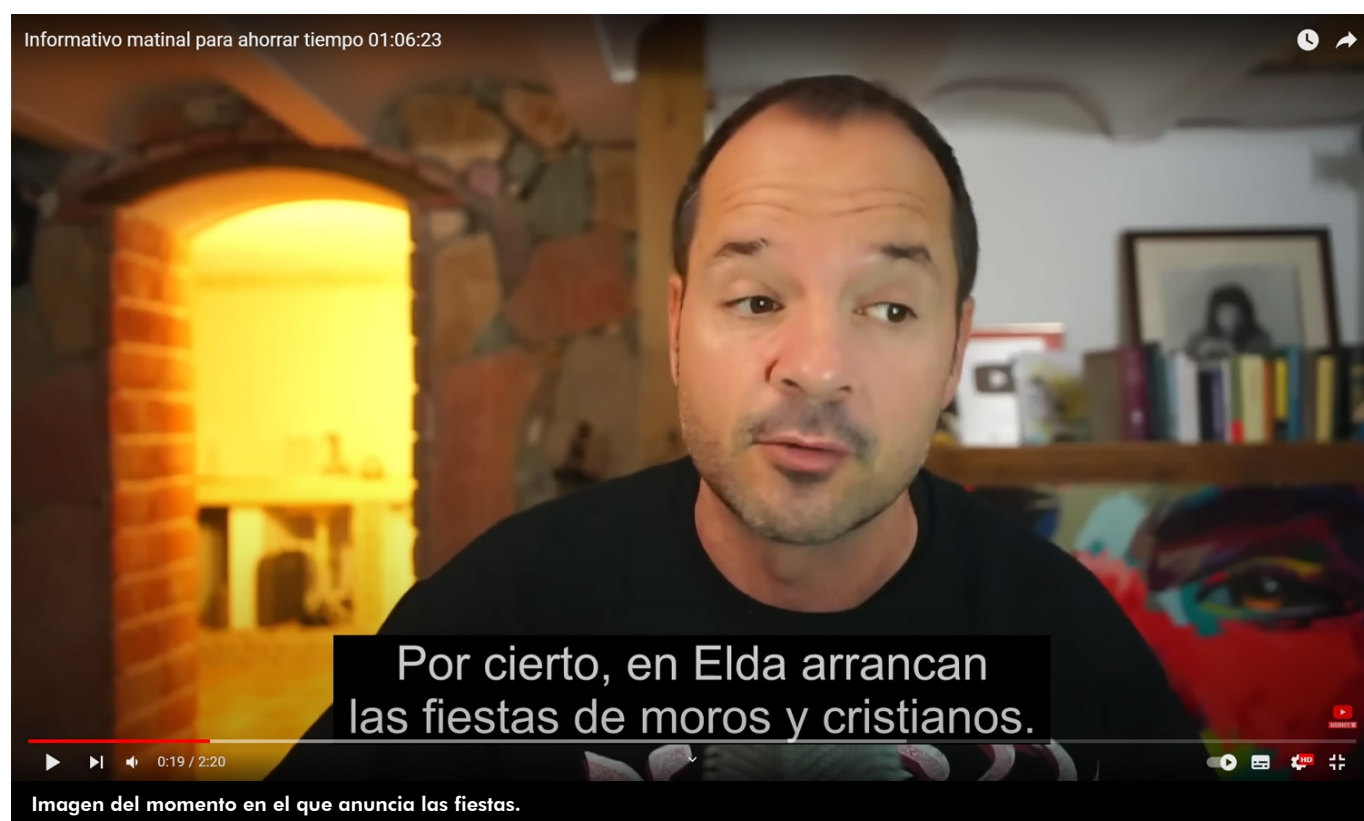 Informativo matinal para ahorrar tiempo 01:06:23
Por cierto, en Elda arrancan
las fiestas de moros y cristianos.
0:19 / 2:20
HD
Imagen del momento en el que anuncia las fiestas.